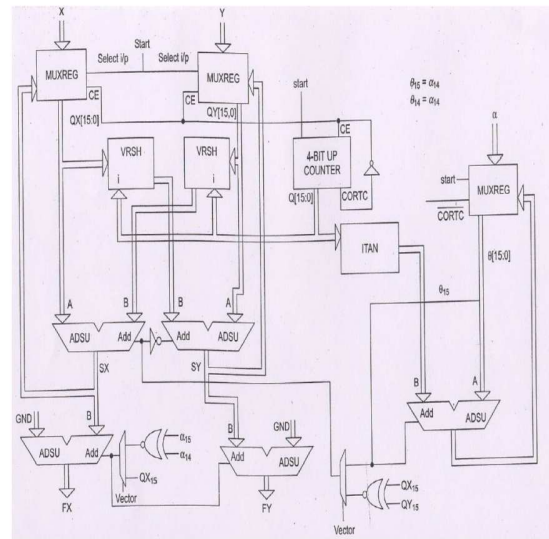 X
Y
Start
Select i/p
Select i/p
MUXREG
MUXREG
CE
CE
QX[15:0]
QY[15,0]
start
θ15 = α14
θ14 = α14
α
VRSH
i
VRSH
i
CE
4-BIT UP
COUNTER
Q[15:0]
CORTC
start
MUXREG
CORTC
θ[15:0]
ITAN
θ15
A
B
B
A
ADSU
Add
Add
ADSU
SX
SY
B
A
Add
ADSU
GND
B
B
GND
ADSU
Add
α15
α14
QX15
Vector
Add
ADSU
FX
FY
QX15
QY15
Vector